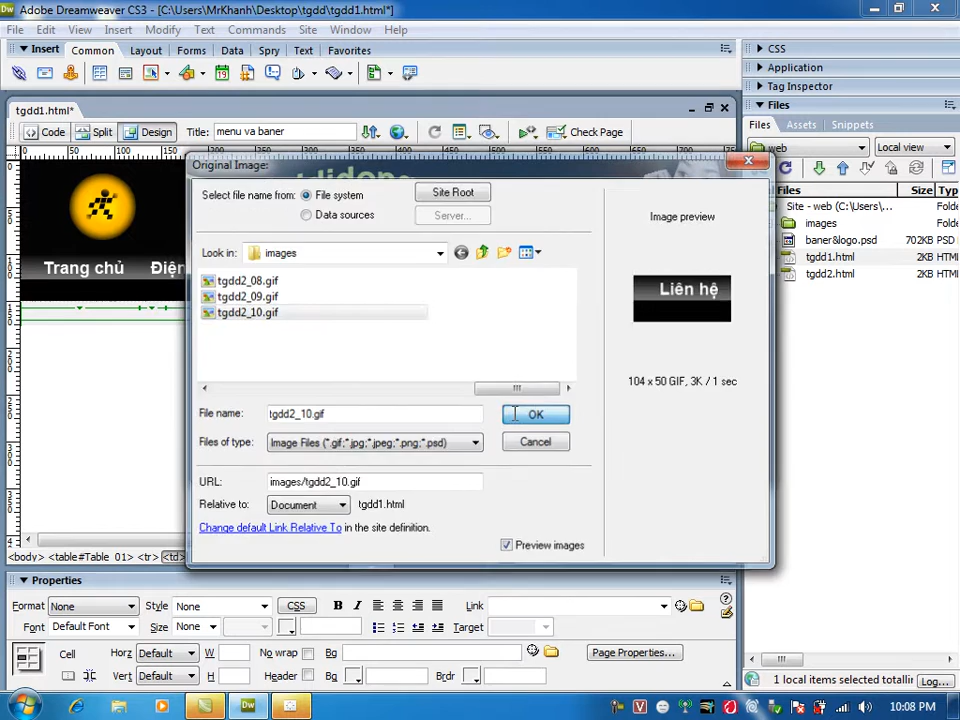 Adobe Dreamweaver CS3 - [C:\Users\MrKhanh\Desktop\tgdd\tgdd1.html*]
File Edit View Insert Modify Text Commands Site Window Help
Insert Common Layout Forms Data Spry Text Favorites
CSS
Application
Tag Inspector
Files
Files Assets Snippets
web Local view
Files Size Typ
Site - web (C:\Users\... Folde
images Folde
baner&logo.psd 702KB PSD
tgdd1.html 2KB HTM
tgdd2.html 2KB HTM
tgdd1.html*
Code Split Design Title: menu va baner Check Page
0 50 100 150
Trang chủ Điện
Original Image:
Select file name from: File system Site Root
Data sources Server...
Look in: images
tgdd2_08.gif
tgdd2_09.gif
tgdd2_10.gif
File name: tgdd2_10.gif OK
Files of type: Image Files (*.gif;*.jpg;*.jpeg;*.png;*.psd) Cancel
URL: images/tgdd2_10.gif
Relative to: Document tgdd1.html
Change default Link Relative To in the site definition.
Preview images
Image preview
Liên hệ
104 x 50 GIF, 3K / 1 sec
<body> <table#Table_01> <tr> <td>
Properties
Format None Style None CSS B I Link
Font Default Font Size None Target
Cell Horz Default W No wrap Bg Page Properties...
Vert Default H Header Bg Brdr
1 local items selected totallin Log...
10:08 PM